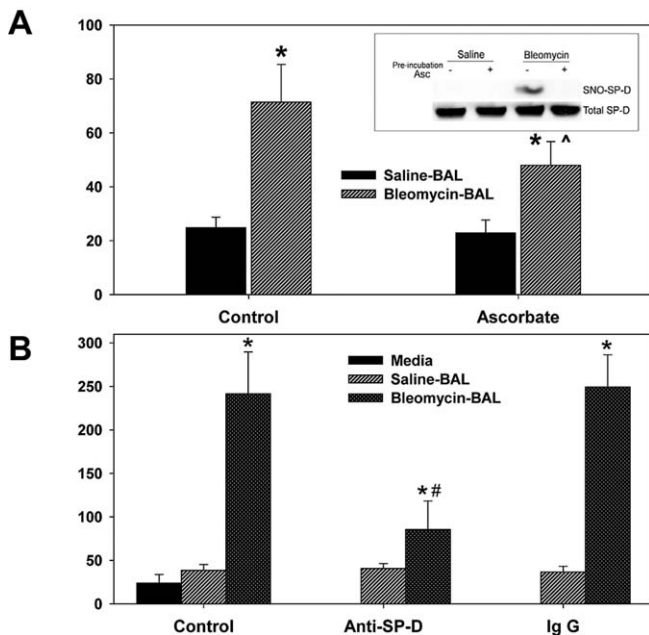 A
100
80
60
40
20
0
*
* ^
Saline-BAL
Bleomycin-BAL
Control Ascorbate
Saline Bleomycin
Pre-incubation
Asc - + - +
SNO-SP-D
Total SP-D
B
300
250
200
150
100
50
0
Media
Saline-BAL
Bleomycin-BAL
*
* #
*
Control Anti-SP-D Ig G